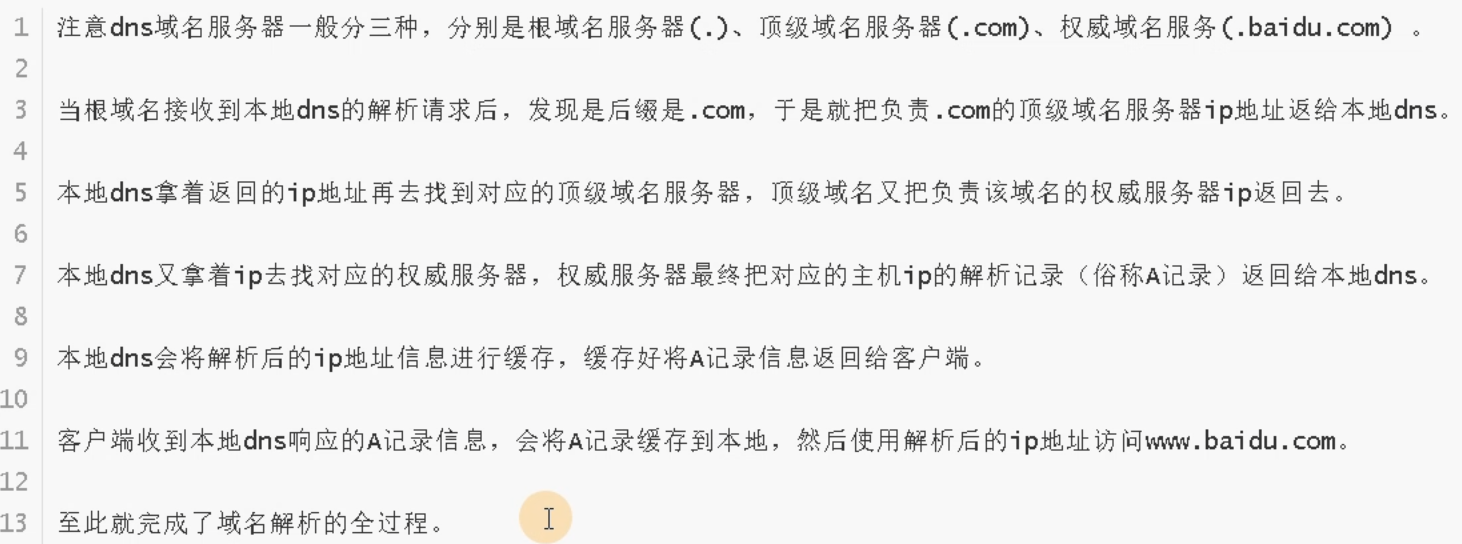 1 注意dns域名服务器一般分三种，分别是根域名服务器(.)、顶级域名服务器(.com)、权威域名服务(.baidu.com) 。
2
3 当根域名接收到本地dns的解析请求后，发现是后缀是.com，于是就把负责.com的顶级域名服务器ip地址返给本地dns。
4
5 本地dns拿着返回的ip地址再去找到对应的顶级域名服务器，顶级域名又把负责该域名的权威服务器ip返回去。
6
7 本地dns又拿着ip去找对应的权威服务器，权威服务器最终把对应的主机ip的解析记录（俗称A记录）返回给本地dns。
8
9 本地dns会将解析后的ip地址信息进行缓存，缓存好将A记录信息返回给客户端。
10
11 客户端收到本地dns响应的A记录信息，会将A记录缓存到本地，然后使用解析后的ip地址访问www.baidu.com。
12
13 至此就完成了域名解析的全过程。